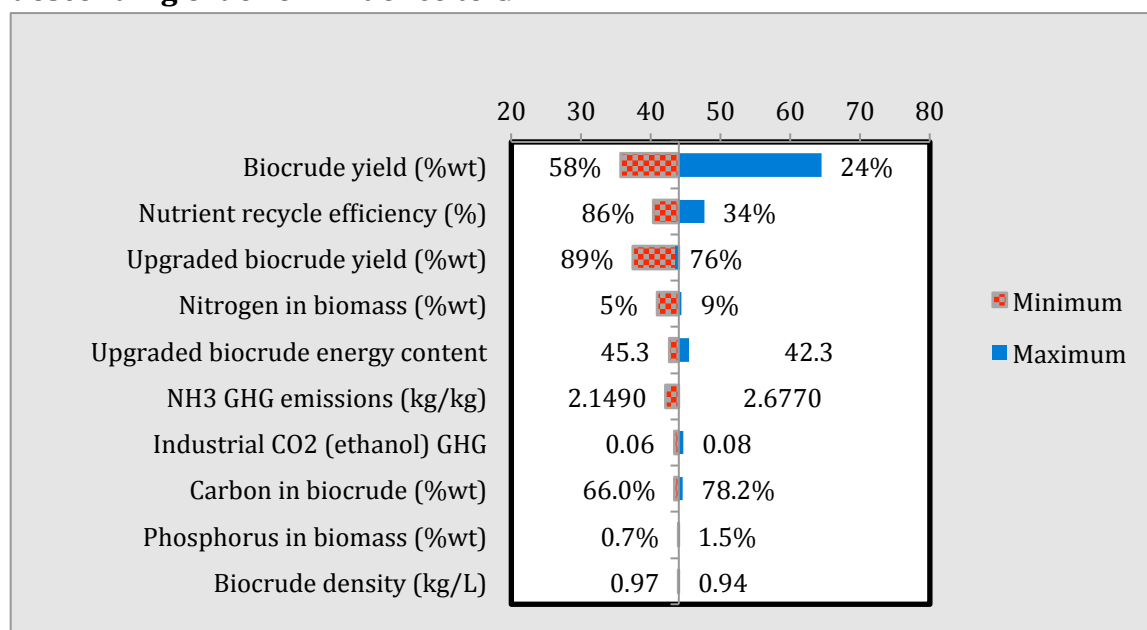 20 30 40 50 60 70 80
Biocrude yield (%wt) 58% 24%
Nutrient recycle efficiency (%) 86% 34%
Upgraded biocrude yield (%wt) 89% 76%
Nitrogen in biomass (%wt) 5% 9%
Minimum
Upgraded biocrude energy content 45.3 42.3
Maximum
NH3 GHG emissions (kg/kg) 2.1490 2.6770
Industrial CO2 (ethanol) GHG 0.06 0.08
Carbon in biocrude (%wt) 66.0% 78.2%
Phosphorus in biomass (%wt) 0.7% 1.5%
Biocrude density (kg/L) 0.97 0.94